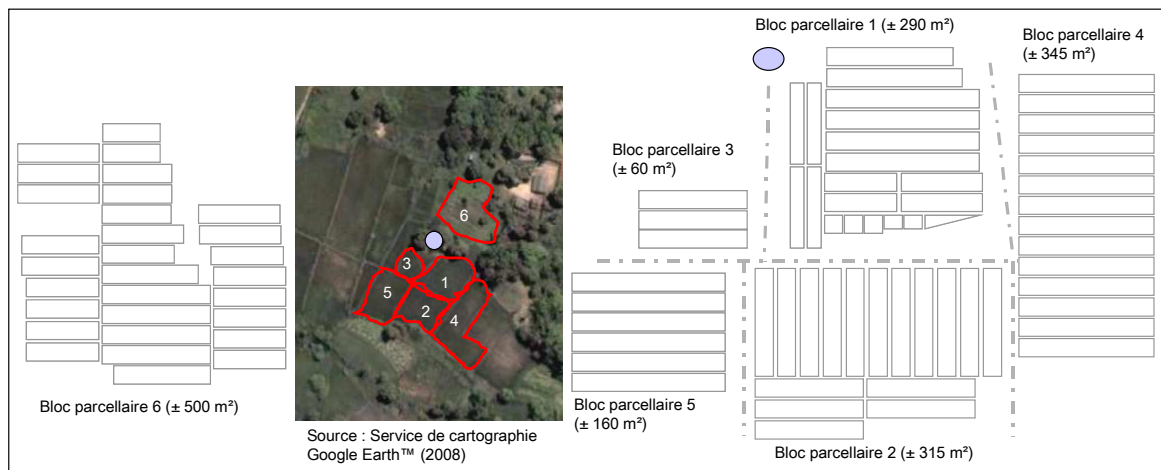 Bloc parcellaire 1 (± 290 m²)
Bloc parcellaire 4
(± 345 m²)
Bloc parcellaire 3
(± 60 m²)
6
3
1
5
2
4
Bloc parcellaire 6 (± 500 m²)
Source : Service de cartographie
Google Earth™ (2008)
Bloc parcellaire 5
(± 160 m²)
Bloc parcellaire 2 (± 315 m²)